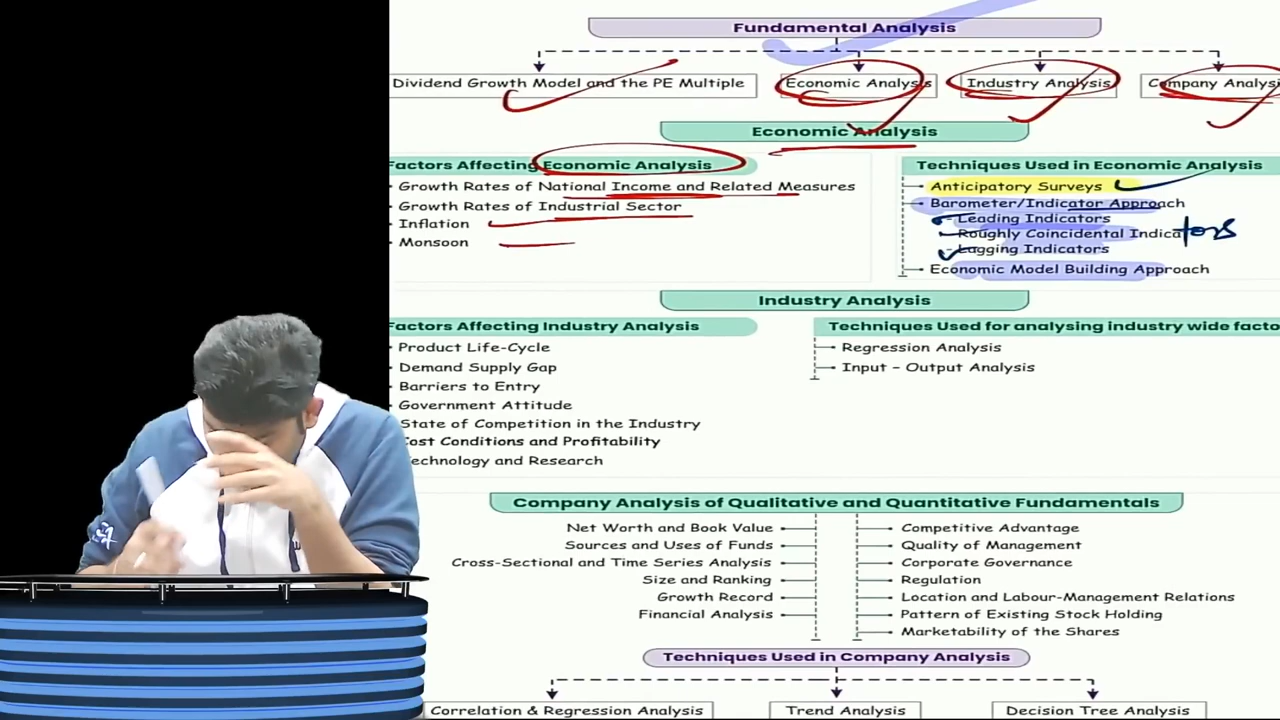 Fundamental Analysis
Dividend Growth Model and the PE Multiple
Economic Analysis
Industry Analysis
Company Analysis
Economic Analysis
Factors Affecting Economic Analysis
Growth Rates of National Income and Related Measures
Growth Rates of Industrial Sector
Inflation
Monsoon
Techniques Used in Economic Analysis
Anticipatory Surveys
Barometer/Indicator Approach
- Leading Indicators
- Roughly Coincidental Indicators
- Lagging Indicators
Economic Model Building Approach
Industry Analysis
Factors Affecting Industry Analysis
Product Life-Cycle
Demand Supply Gap
Barriers to Entry
Government Attitude
State of Competition in the Industry
Cost Conditions and Profitability
Technology and Research
Techniques Used for analysing industry wide facto
Regression Analysis
Input - Output Analysis
Company Analysis of Qualitative and Quantitative Fundamentals
Net Worth and Book Value
Sources and Uses of Funds
Cross-Sectional and Time Series Analysis
Size and Ranking
Growth Record
Financial Analysis
Competitive Advantage
Quality of Management
Corporate Governance
Regulation
Location and Labour-Management Relations
Pattern of Existing Stock Holding
Marketability of the Shares
Techniques Used in Company Analysis
Correlation & Regression Analysis
Trend Analysis
Decision Tree Analysis